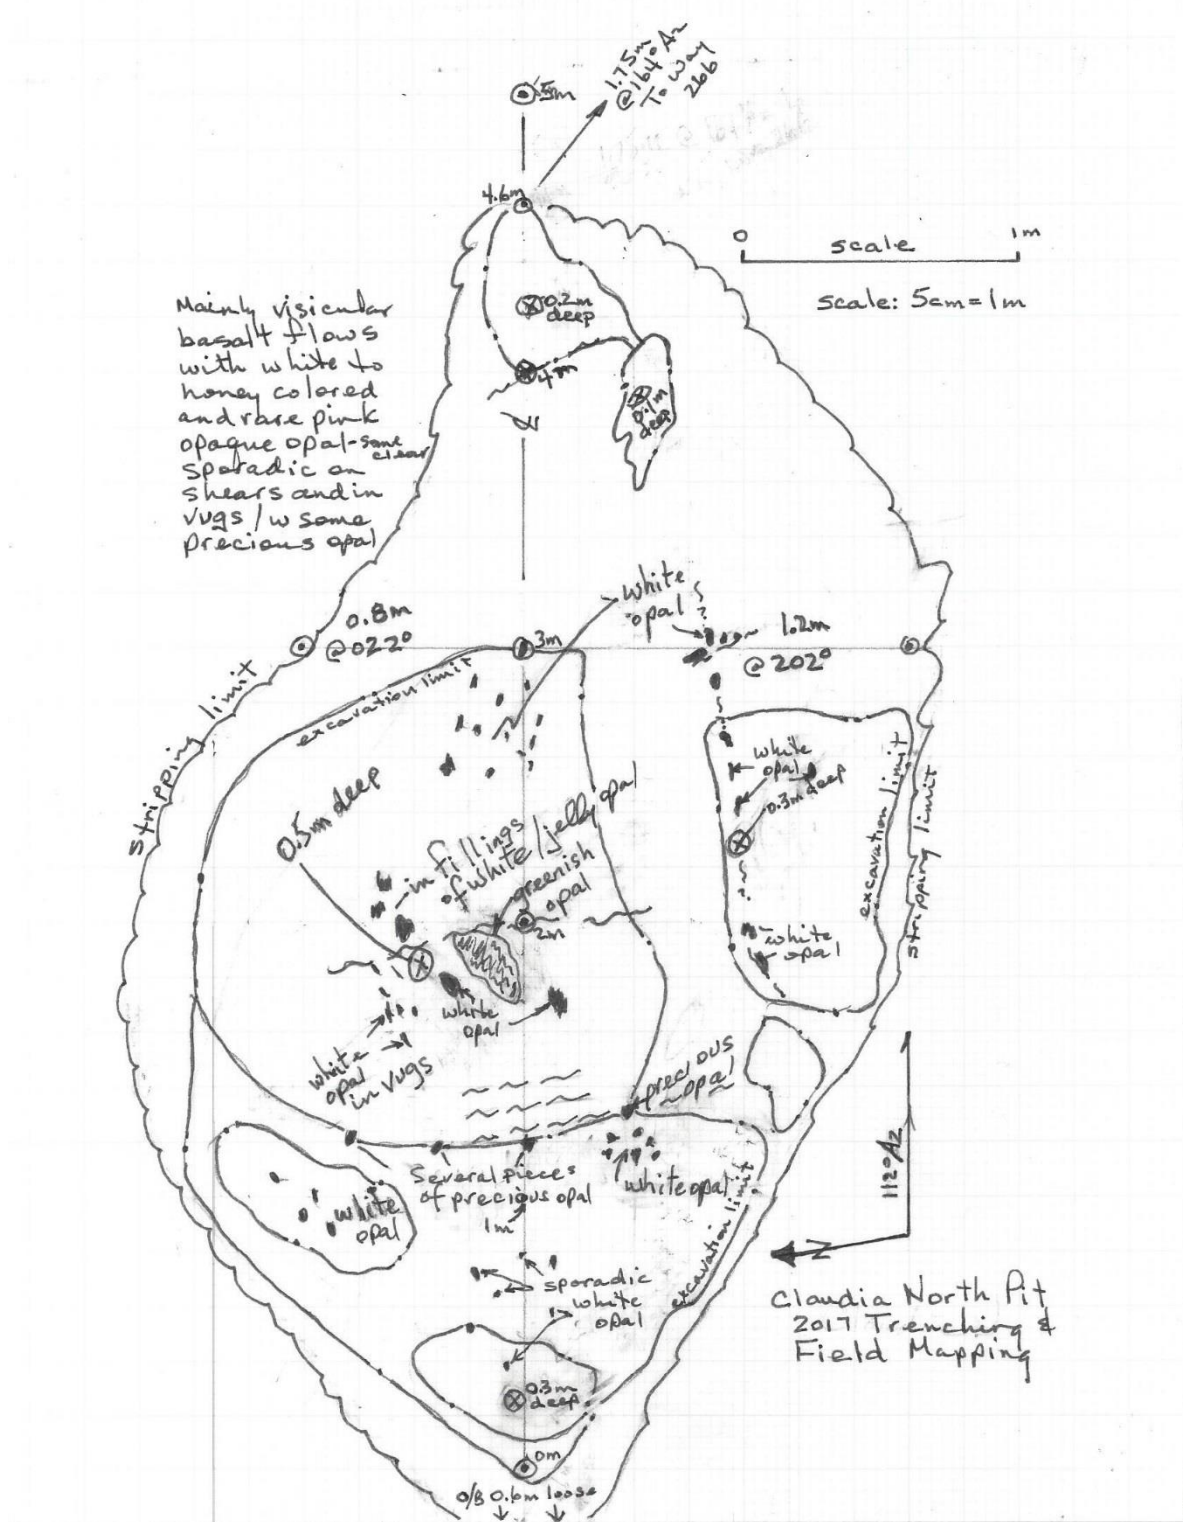 1.75m
@164° Az
To Way
266
5m
4.6m
0 1m
scale
scale: 5cm=1m
0.2m
deep
4m
0.1m
deep
Mainly visicular
basalt flows
with white to
honey colored
and rare pink
opaque opal-some
clear
sporadic on
shears and in
vugs /w some
precious opal
white
opal
?
0.8m
@022°
3m
1.2m
@202°
stripping limit
excavation limit
0.5m deep
in fillings
of white/jelly opal
greenish
opal
2m
white
opal
0.3m deep
excavation limit
stripping limit
white
opal
white
opal
white
opal
in vugs
precious
opal
Several pieces
of precious opal
1m
white opal
excavation limit
white
opal
sporadic
white
opal
0.3m
deep
0m
O/B 0.6m loose
112° Az
N
Claudia North Pit
2017 Trenching &
Field Mapping